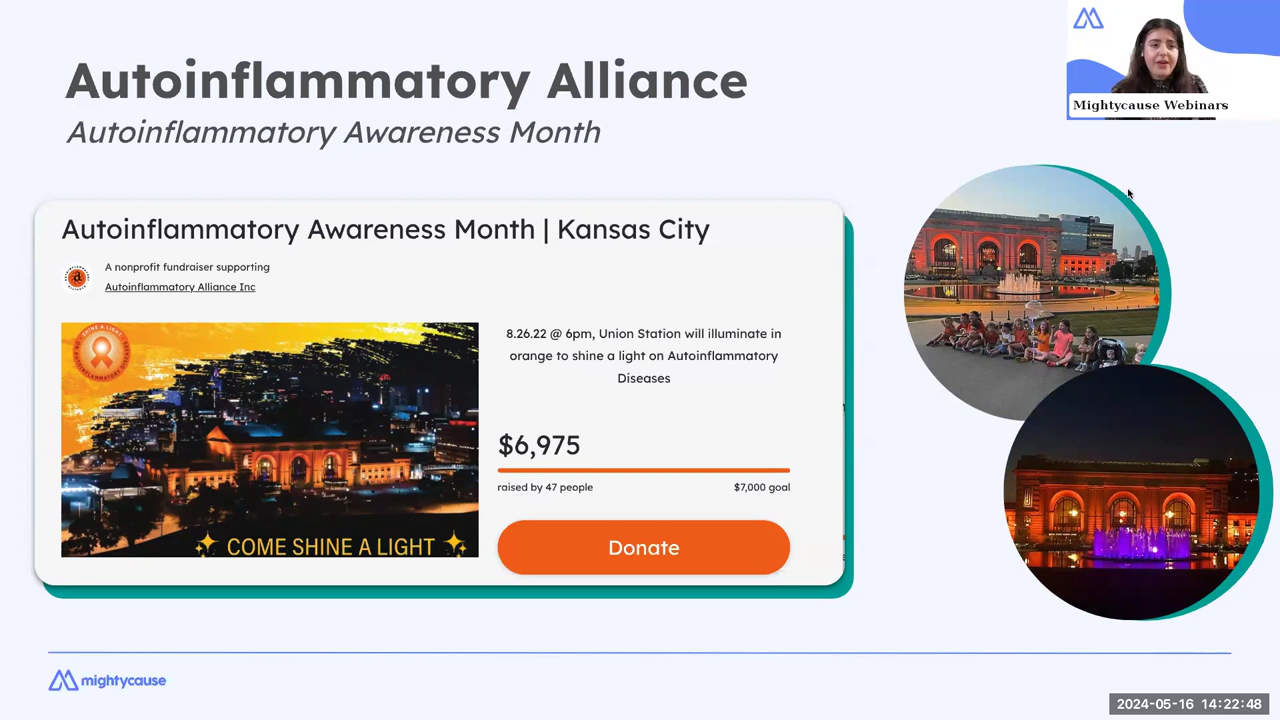 Autoinflammatory Alliance
Autoinflammatory Awareness Month
Mightycause Webinars
Autoinflammatory Awareness Month | Kansas City
A nonprofit fundraiser supporting
Autoinflammatory Alliance Inc
8.26.22 @ 6pm, Union Station will illuminate in
orange to shine a light on Autoinflammatory
Diseases
SHINE A LIGHT
COME SHINE A LIGHT
$6,975
raised by 47 people
$7,000 goal
Donate
mightycause
2024-05-16 14:22:48